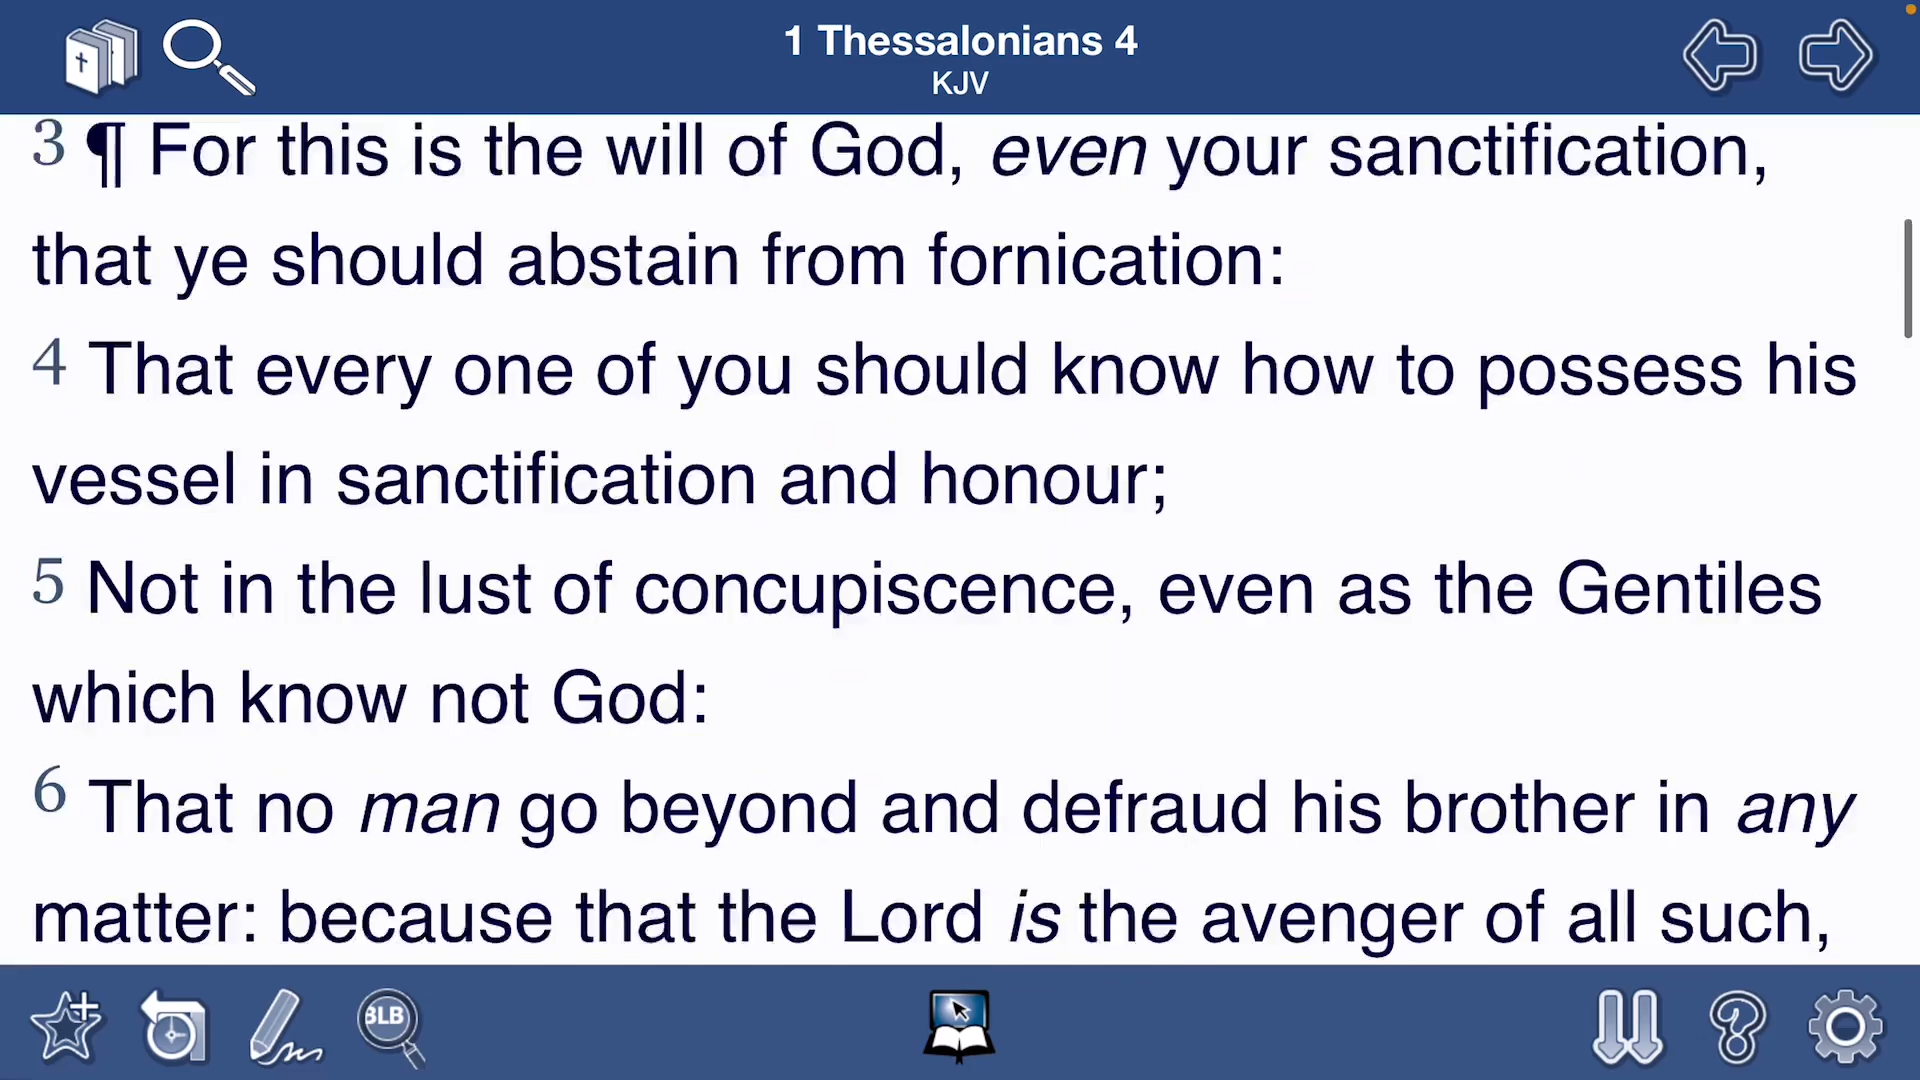 1 Thessalonians 4
KJV
3 ¶ For this is the will of God, even your sanctification,
that ye should abstain from fornication:
4 That every one of you should know how to possess his
vessel in sanctification and honour;
5 Not in the lust of concupiscence, even as the Gentiles
which know not God:
6 That no man go beyond and defraud his brother in any
matter: because that the Lord is the avenger of all such,
BLB